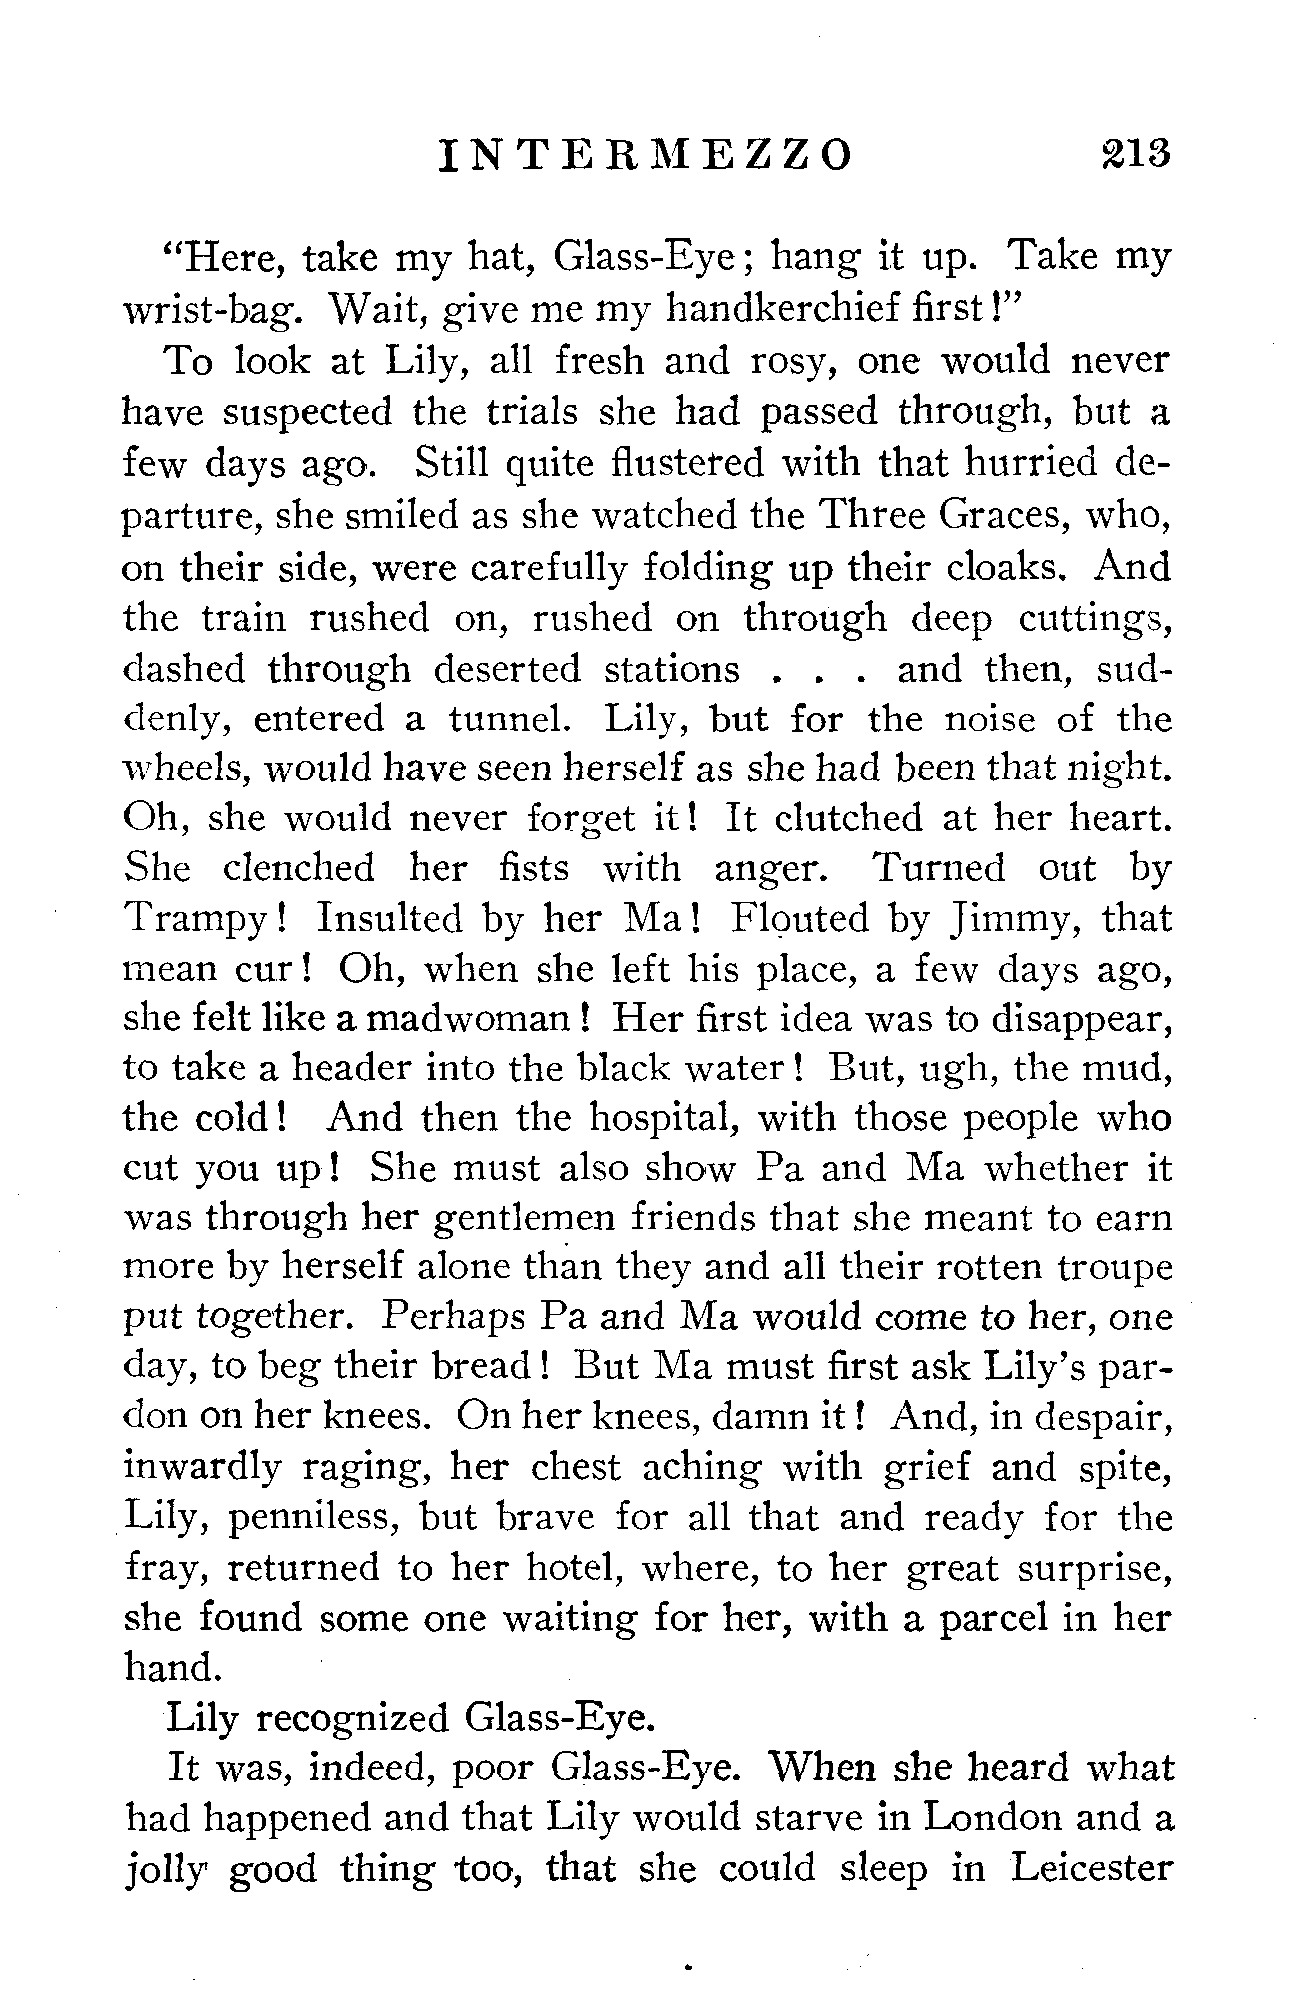 INTERMEZZO 213
"Here, take my hat, Glass-Eye; hang it up. Take my
wrist-bag. Wait, give me my handkerchief first!"
To look at Lily, all fresh and rosy, one would never
have suspected the trials she had passed through, but a
few days ago. Still quite flustered with that hurried de-
parture, she smiled as she watched the Three Graces, who,
on their side, were carefully folding up their cloaks. And
the train rushed on, rushed on through deep cuttings,
dashed through deserted stations . . . and then, sud-
denly, entered a tunnel. Lily, but for the noise of the
wheels, would have seen herself as she had been that night.
Oh, she would never forget it! It clutched at her heart.
She clenched her fists with anger. Turned out by
Trampy! Insulted by her Ma! Flouted by Jimmy, that
mean cur! Oh, when she left his place, a few days ago,
she felt like a madwoman! Her first idea was to disappear,
to take a header into the black water! But, ugh, the mud,
the cold! And then the hospital, with those people who
cut you up! She must also show Pa and Ma whether it
was through her gentlemen friends that she meant to earn
more by herself alone than they and all their rotten troupe
put together. Perhaps Pa and Ma would come to her, one
day, to beg their bread! But Ma must first ask Lily's par-
don on her knees. On her knees, damn it! And, in despair,
inwardly raging, her chest aching with grief and spite,
Lily, penniless, but brave for all that and ready for the
fray, returned to her hotel, where, to her great surprise,
she found some one waiting for her, with a parcel in her
hand.
Lily recognized Glass-Eye.
It was, indeed, poor Glass-Eye. When she heard what
had happened and that Lily would starve in London and a
jolly good thing too, that she could sleep in Leicester